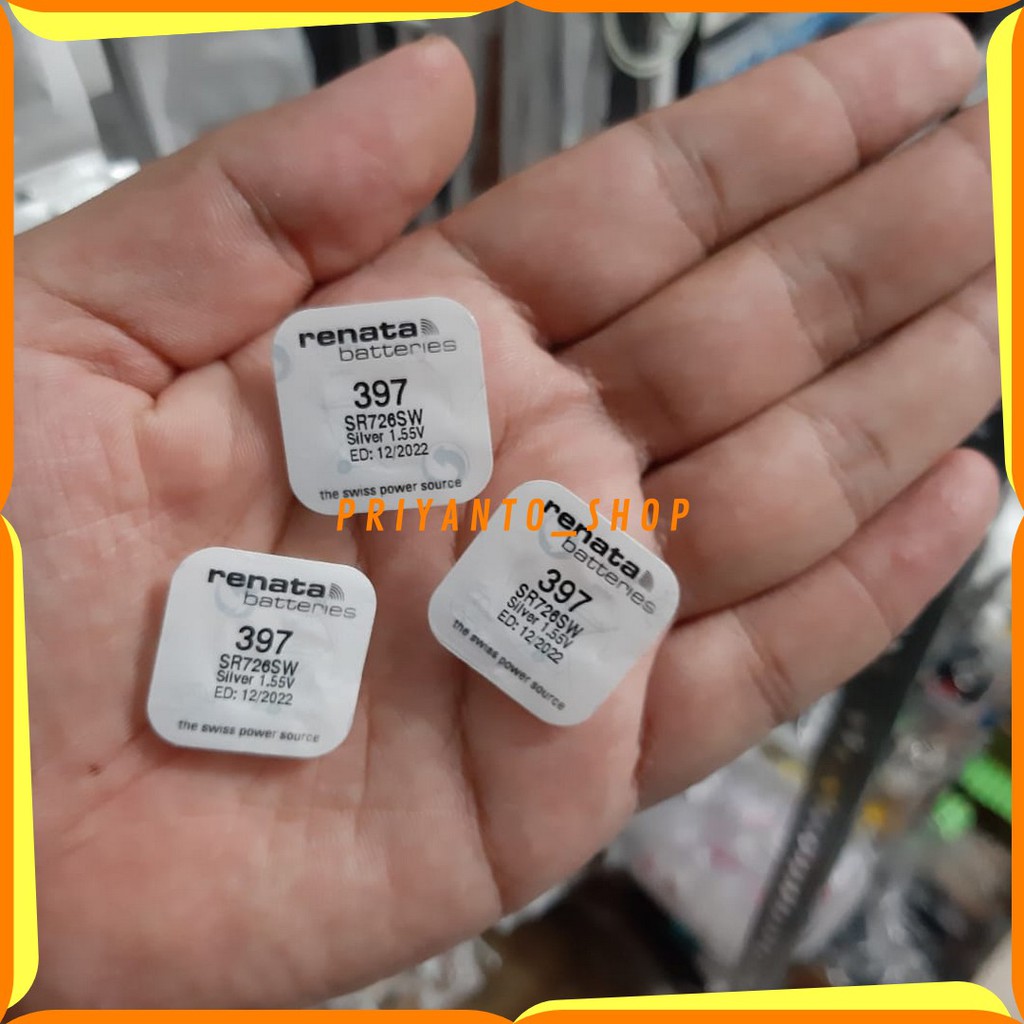 renata
batteries
397
SR726SW
Silver 1.55V
ED: 12/2022
the swiss power source
PRIYANTO_SHOP
renata
batteries
397
SR726SW
Silver 1.55V
ED: 12/2022
the swiss power source
renata
batteries
397
SR726SW
Silver 1.55V
ED: 12/2022
the swiss power source